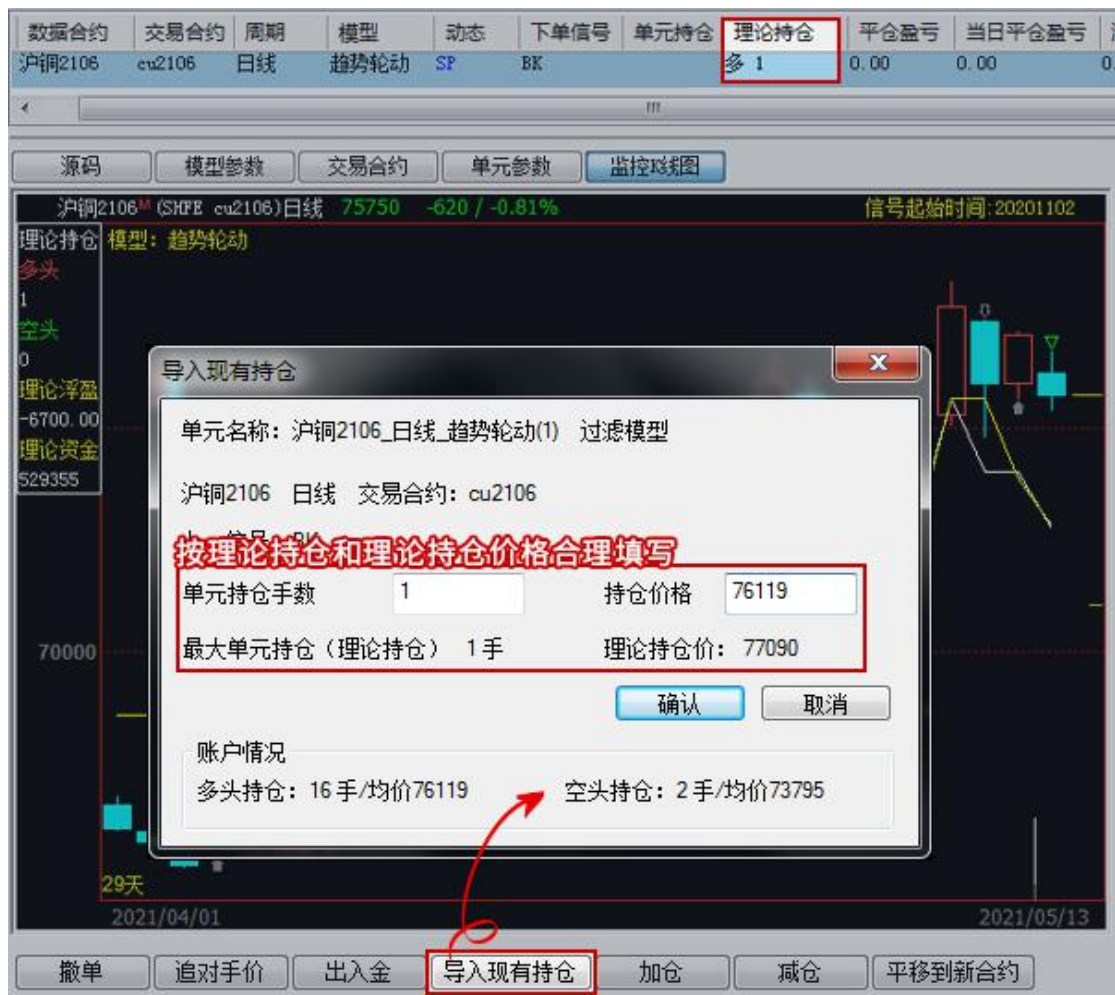 数据合约 交易合约 周期 模型 动态 下单信号 单元持仓 理论持仓 平仓盈亏 当日平仓盈亏
沪铜2106 cu2106 日线 趋势轮动 SP BK 多 1 0.00 0.00
源码 模型参数 交易合约 单元参数 监控K线图
沪铜2106M (SHFE cu2106)日线 75750 -620 / -0.81% 信号起始时间:20201102
理论持仓 模型: 趋势轮动
多头
1
空头
0
理论浮盈
-6700.00
理论资金
529355
导入现有持仓
单元名称: 沪铜2106_日线_趋势轮动(1) 过滤模型
沪铜2106 日线 交易合约: cu2106
按理论持仓和理论持仓价格合理填写
单元持仓手数 1 持仓价格 76119
最大单元持仓(理论持仓) 1手 理论持仓价: 77090
确认 取消
账户情况
多头持仓: 16手/均价76119 空头持仓: 2手/均价73795
70000
29天
2021/04/01 2021/05/13
撤单 追对手价 出入金 导入现有持仓 加仓 减仓 平移到新合约